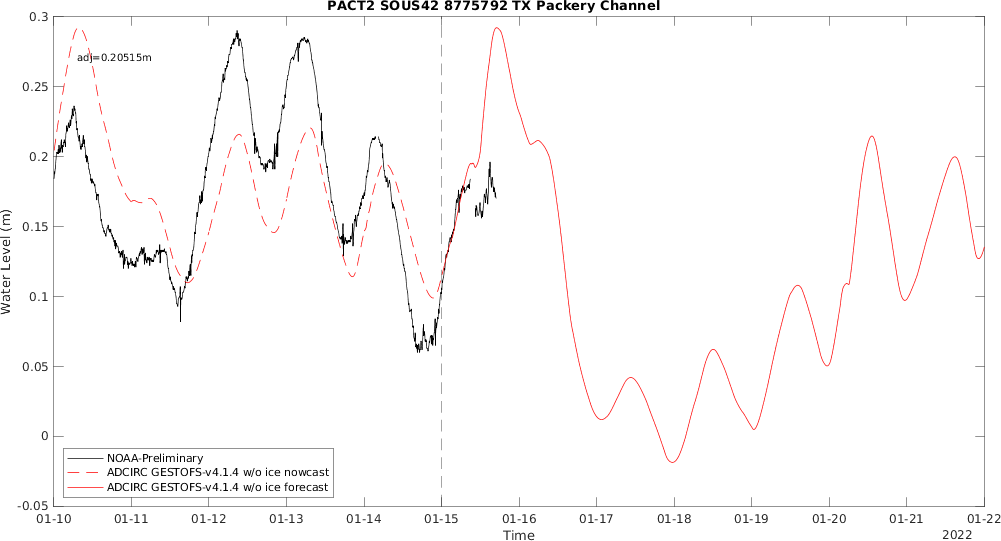 PACT2 SOUS42 8775792 TX Packery Channel
0.3
adj=0.20515m
0.25
0.2
0.15
Water Level (m)
0.1
0.05
0
NOAA-Preliminary
ADCIRC GESTOFS-v4.1.4 w/o ice nowcast
ADCIRC GESTOFS-v4.1.4 w/o ice forecast
-0.05
01-10 01-11 01-12 01-13 01-14 01-15 01-16 01-17 01-18 01-19 01-20 01-21 01-22
Time
2022